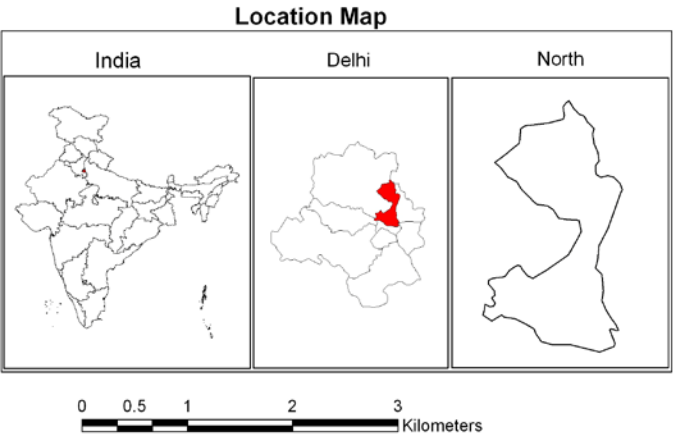 Location Map
India
Delhi
North
0 0.5 1 2 3
Kilometers